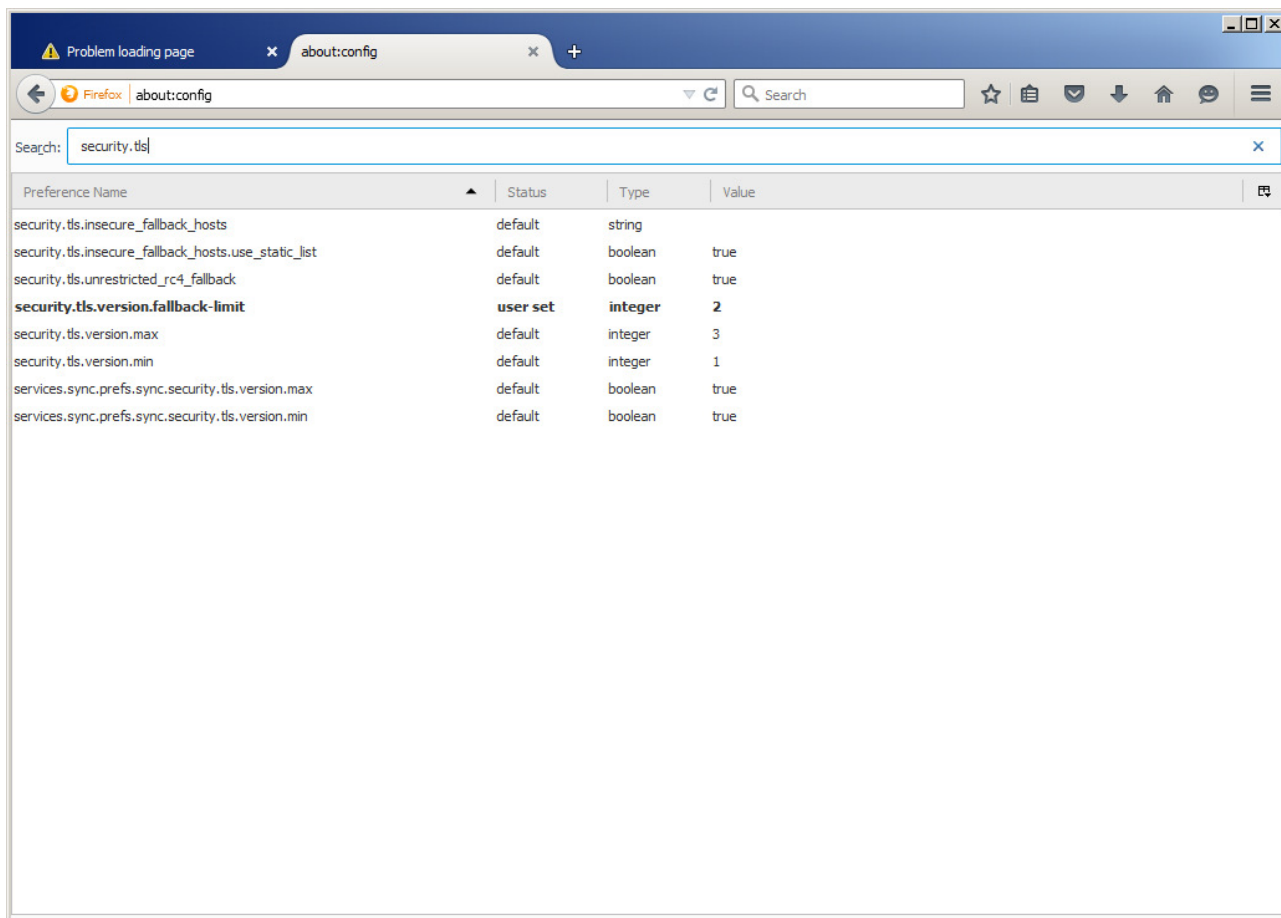 Problem loading page about:config
Firefox about:config Search
Search: security.tls
Preference Name Status Type Value
security.tls.insecure_fallback_hosts default string
security.tls.insecure_fallback_hosts.use_static_list default boolean true
security.tls.unrestricted_rc4_fallback default boolean true
security.tls.version.fallback-limit user set integer 2
security.tls.version.max default integer 3
security.tls.version.min default integer 1
services.sync.prefs.sync.security.tls.version.max default boolean true
services.sync.prefs.sync.security.tls.version.min default boolean true